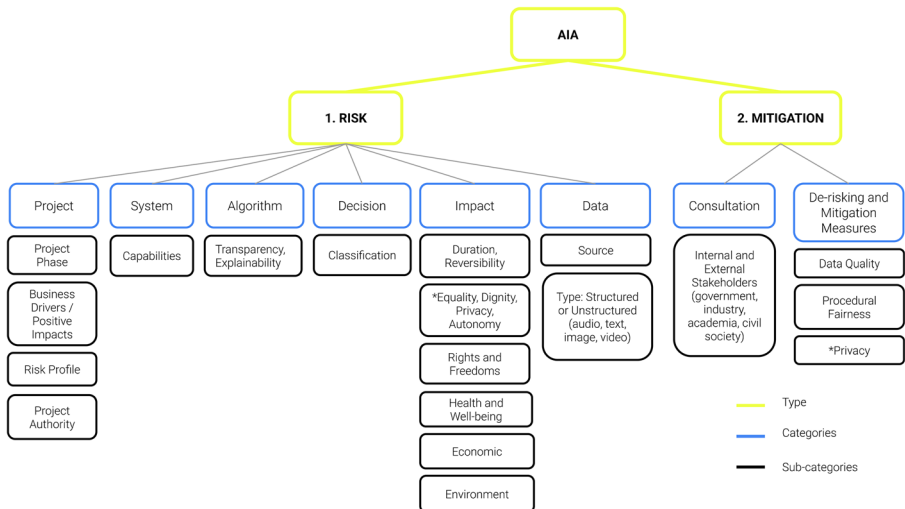 AIA
1. RISK
2. MITIGATION
Project
System
Algorithm
Decision
Impact
Data
Consultation
De-risking and
Mitigation
Measures
Project
Phase
Business
Drivers /
Positive
Impacts
Risk Profile
Project
Authority
Capabilities
Transparency,
Explainability
Classification
Duration,
Reversibility
*Equality, Dignity,
Privacy,
Autonomy
Rights and
Freedoms
Health and
Well-being
Economic
Environment
Source
Type: Structured
or Unstructured
(audio, text,
image, video)
Internal and
External
Stakeholders
(government,
industry,
academia, civil
society)
Data Quality
Procedural
Fairness
*Privacy
Type
Categories
Sub-categories